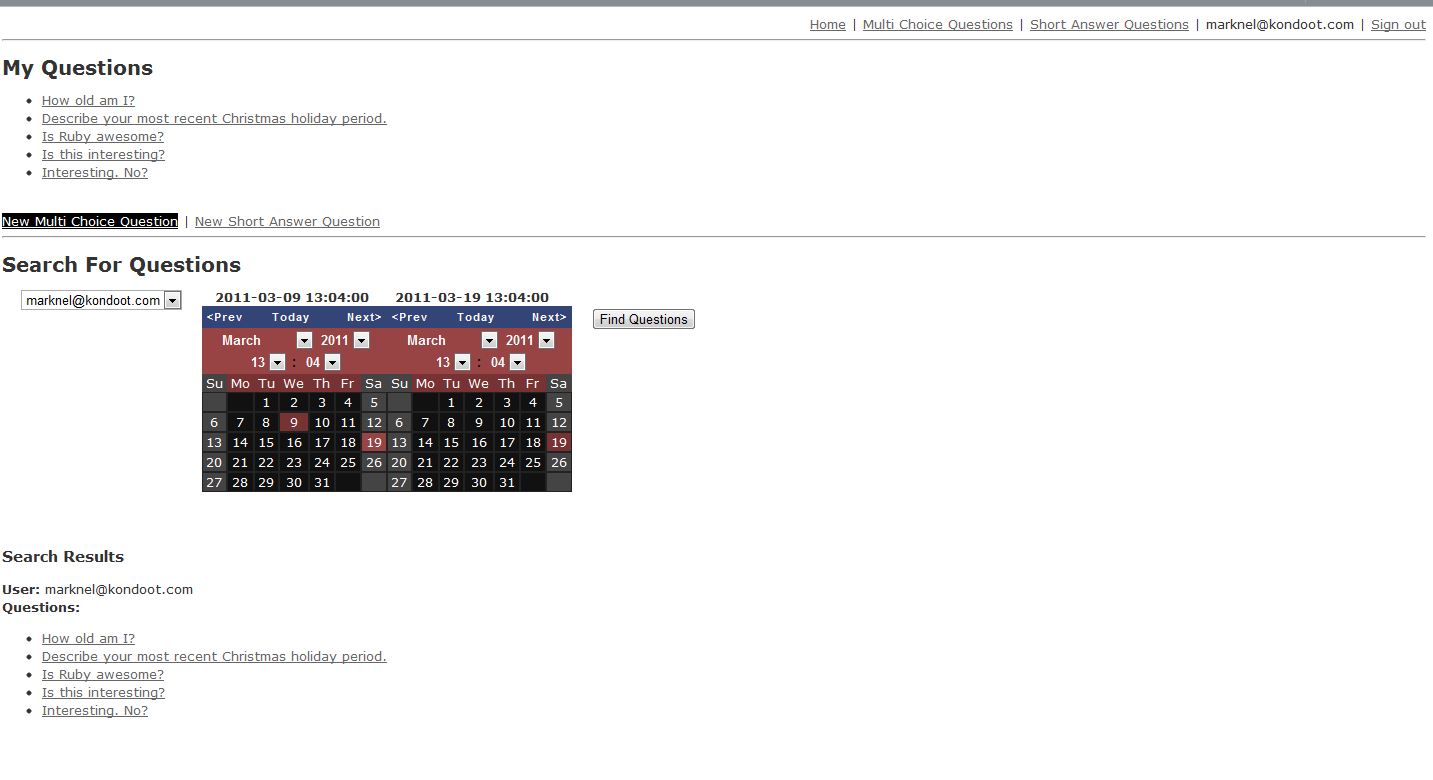 Home | Multi Choice Questions | Short Answer Questions | marknel@kondoot.com | Sign out
My Questions
How old am I?
Describe your most recent Christmas holiday period.
Is Ruby awesome?
Is this interesting?
Interesting. No?
New Multi Choice Question | New Short Answer Question
Search For Questions
marknel@kondoot.com
2011-03-09 13:04:00 2011-03-19 13:04:00
<Prev Today Next> <Prev Today Next>
Find Questions
March 2011 March 2011
13 : 04 13 : 04
Su Mo Tu We Th Fr Sa Su Mo Tu We Th Fr Sa
1 2 3 4 5 1 2 3 4 5
6 7 8 9 10 11 12 6 7 8 9 10 11 12
13 14 15 16 17 18 19 13 14 15 16 17 18 19
20 21 22 23 24 25 26 20 21 22 23 24 25 26
27 28 29 30 31 27 28 29 30 31
Search Results
User: marknel@kondoot.com
Questions:
How old am I?
Describe your most recent Christmas holiday period.
Is Ruby awesome?
Is this interesting?
Interesting. No?